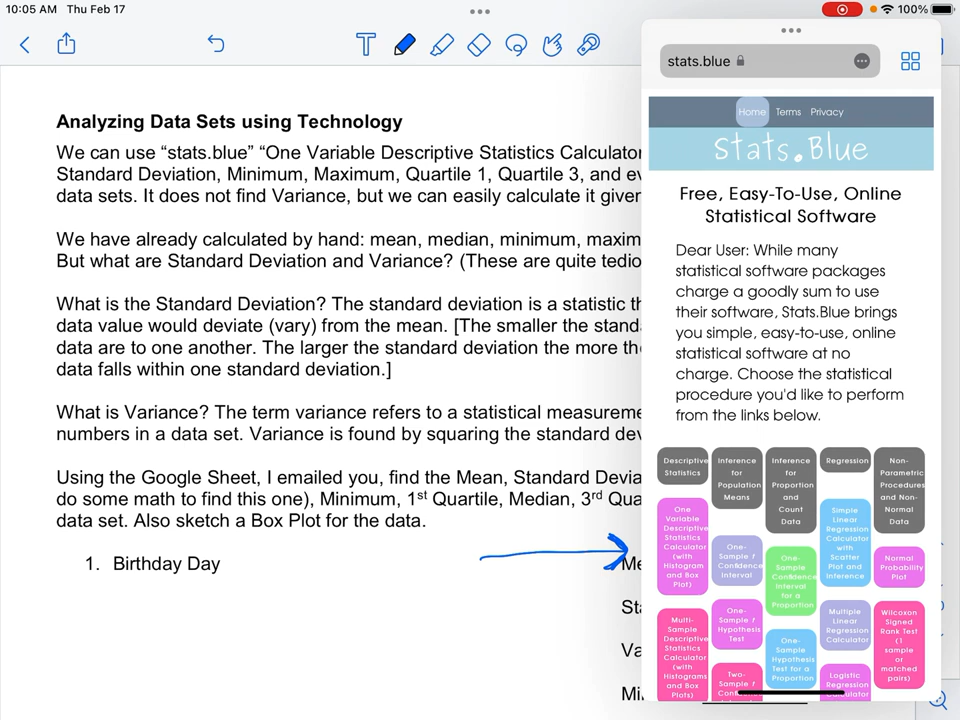 10:05 AM Thu Feb 17
100%
T
Analyzing Data Sets using Technology
We can use “stats.blue” “One Variable Descriptive Statistics Calculator
Standard Deviation, Minimum, Maximum, Quartile 1, Quartile 3, and ev
data sets. It does not find Variance, but we can easily calculate it giver
We have already calculated by hand: mean, median, minimum, maxim
But what are Standard Deviation and Variance? (These are quite tedio
What is the Standard Deviation? The standard deviation is a statistic th
data value would deviate (vary) from the mean. [The smaller the stand
data are to one another. The larger the standard deviation the more the
data falls within one standard deviation.]
What is Variance? The term variance refers to a statistical measureme
numbers in a data set. Variance is found by squaring the standard dev
Using the Google Sheet, I emailed you, find the Mean, Standard Devia
do some math to find this one), Minimum, 1st Quartile, Median, 3rd Qua
data set. Also sketch a Box Plot for the data.
1. Birthday Day
Me
Sta
Va
Mi
stats.blue
Home Terms Privacy
Stats.Blue
Free, Easy-To-Use, Online
Statistical Software
Dear User: While many
statistical software packages
charge a goodly sum to use
their software, Stats.Blue brings
you simple, easy-to-use, online
statistical software at no
charge. Choose the statistical
procedure you'd like to perform
from the links below.
Descriptive
Statistics
One
Variable
Descriptive
Statistics
Calculator
(with
Histogram
and Box
Plot)
Multi-
Sample
Descriptive
Statistics
Calculator
(with
Histograms
and Box
Plots)
Inference
for
Population
Means
One-
Sample t
Confidence
Interval
One-
Sample t
Hypothesis
Test
Two-
Sample t
Inference
for
Proportion
and
Count
Data
One-
Sample
Confidence
Interval
for a
Proportion
One-
Sample
Hypothesis
Test for a
Proportion
Regression
Simple
Linear
Regression
Calculator
with
Scatter
Plot and
Inference
Multiple
Linear
Regression
Calculator
Logistic
Regression
Calculator
Non-
Parametric
Procedures
and Non-
Normal
Data
Normal
Probability
Plot
Wilcoxon
Signed
Rank Test
(1
sample
or
matched
pairs)